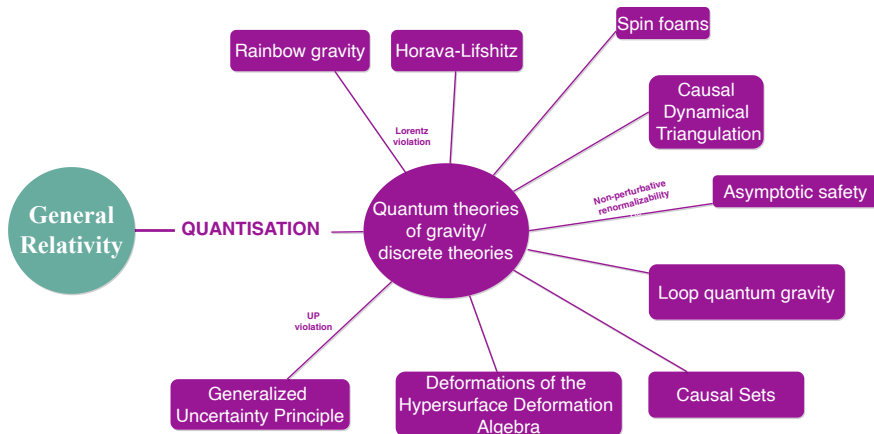 Rainbow gravity
Horava-Lifshitz
Spin foams
Causal
Dynamical
Triangulation
Lorentz
violation
Non-perturbative
renormalizability
Asymptotic safety
General
Relativity
QUANTISATION
Quantum theories
of gravity/
discrete theories
Loop quantum gravity
UP
violation
Generalized
Uncertainty Principle
Deformations of the
Hypersurface Deformation
Algebra
Causal Sets